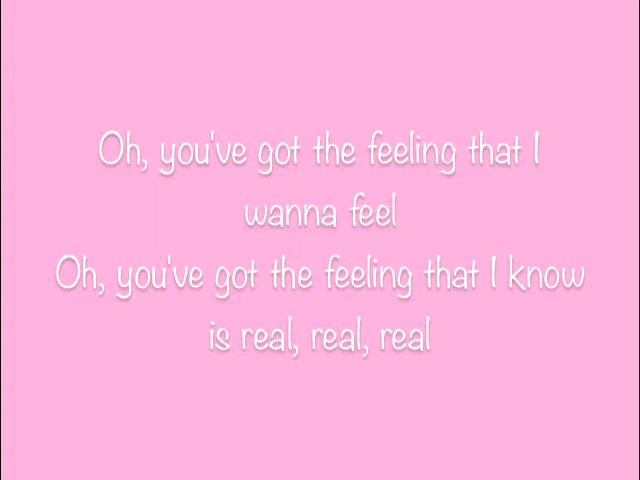 Oh, you've got the feeling that I
wanna feel
Oh, you've got the feeling that I know
is real, real, real